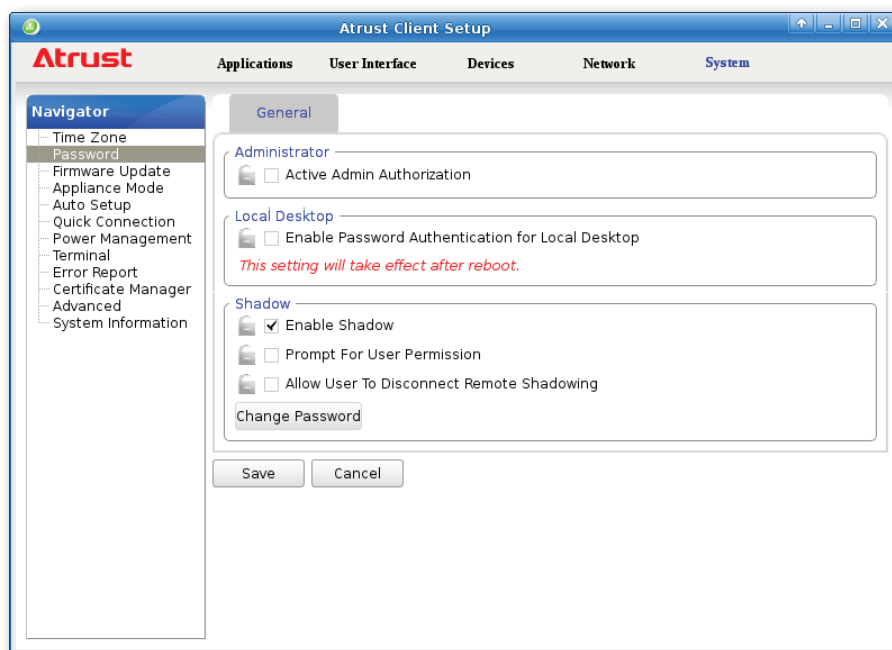 Atrust Client Setup
Atrust
Applications User Interface Devices Network System
Navigator
Time Zone
Password
Firmware Update
Appliance Mode
Auto Setup
Quick Connection
Power Management
Terminal
Error Report
Certificate Manager
Advanced
System Information
General
Administrator
Active Admin Authorization
Local Desktop
Enable Password Authentication for Local Desktop
This setting will take effect after reboot.
Shadow
Enable Shadow
Prompt For User Permission
Allow User To Disconnect Remote Shadowing
Change Password
Save Cancel